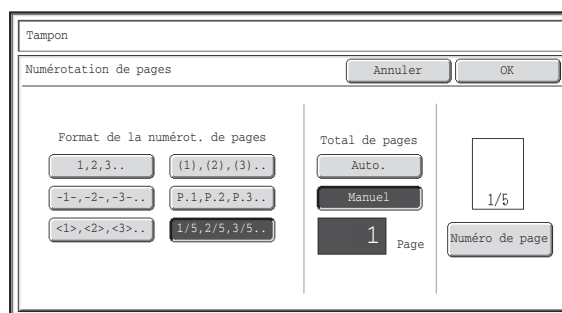 Tampon
Numérotation de pages
Annuler
OK
Format de la numérot. de pages
1,2,3..
(1),(2),(3)..
-1-,-2-,-3-..
P.1,P.2,P.3..
<1>,<2>,<3>..
1/5,2/5,3/5..
Total de pages
Auto.
Manuel
1 Page
1/5
Numéro de page